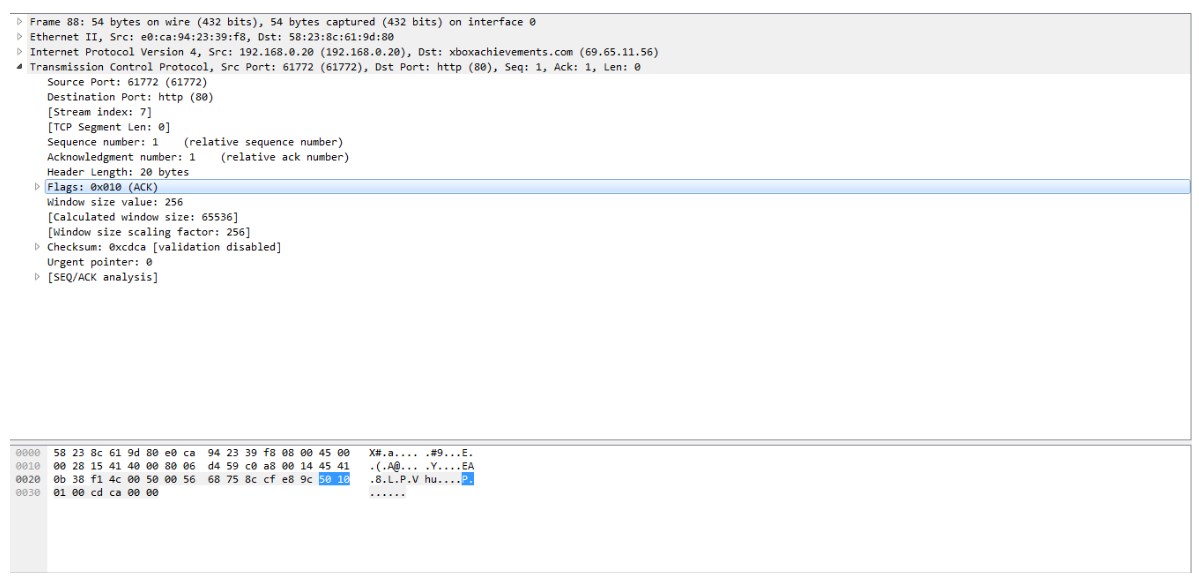 Frame 88: 54 bytes on wire (432 bits), 54 bytes captured (432 bits) on interface 0
Ethernet II, Src: e0:ca:94:23:39:f8, Dst: 58:23:8c:61:9d:80
Internet Protocol Version 4, Src: 192.168.0.20 (192.168.0.20), Dst: xboxachievements.com (69.65.11.56)
Transmission Control Protocol, Src Port: 61772 (61772), Dst Port: http (80), Seq: 1, Ack: 1, Len: 0
Source Port: 61772 (61772)
Destination Port: http (80)
[Stream index: 7]
[TCP Segment Len: 0]
Sequence number: 1    (relative sequence number)
Acknowledgment number: 1    (relative ack number)
Header Length: 20 bytes
Flags: 0x010 (ACK)
Window size value: 256
[Calculated window size: 65536]
[Window size scaling factor: 256]
Checksum: 0xcdca [validation disabled]
Urgent pointer: 0
[SEQ/ACK analysis]
0000  58 23 8c 61 9d 80 e0 ca  94 23 39 f8 08 00 45 00   X#.a.... .#9...E.
0010  00 28 15 41 40 00 80 06  d4 59 c0 a8 00 14 45 41   .(.A@... .Y....EA
0020  0b 38 f1 4c 00 50 00 56  68 75 8c cf e8 9c 50 10   .8.L.P.V hu....P.
0030  01 00 cd ca 00 00                                  ......